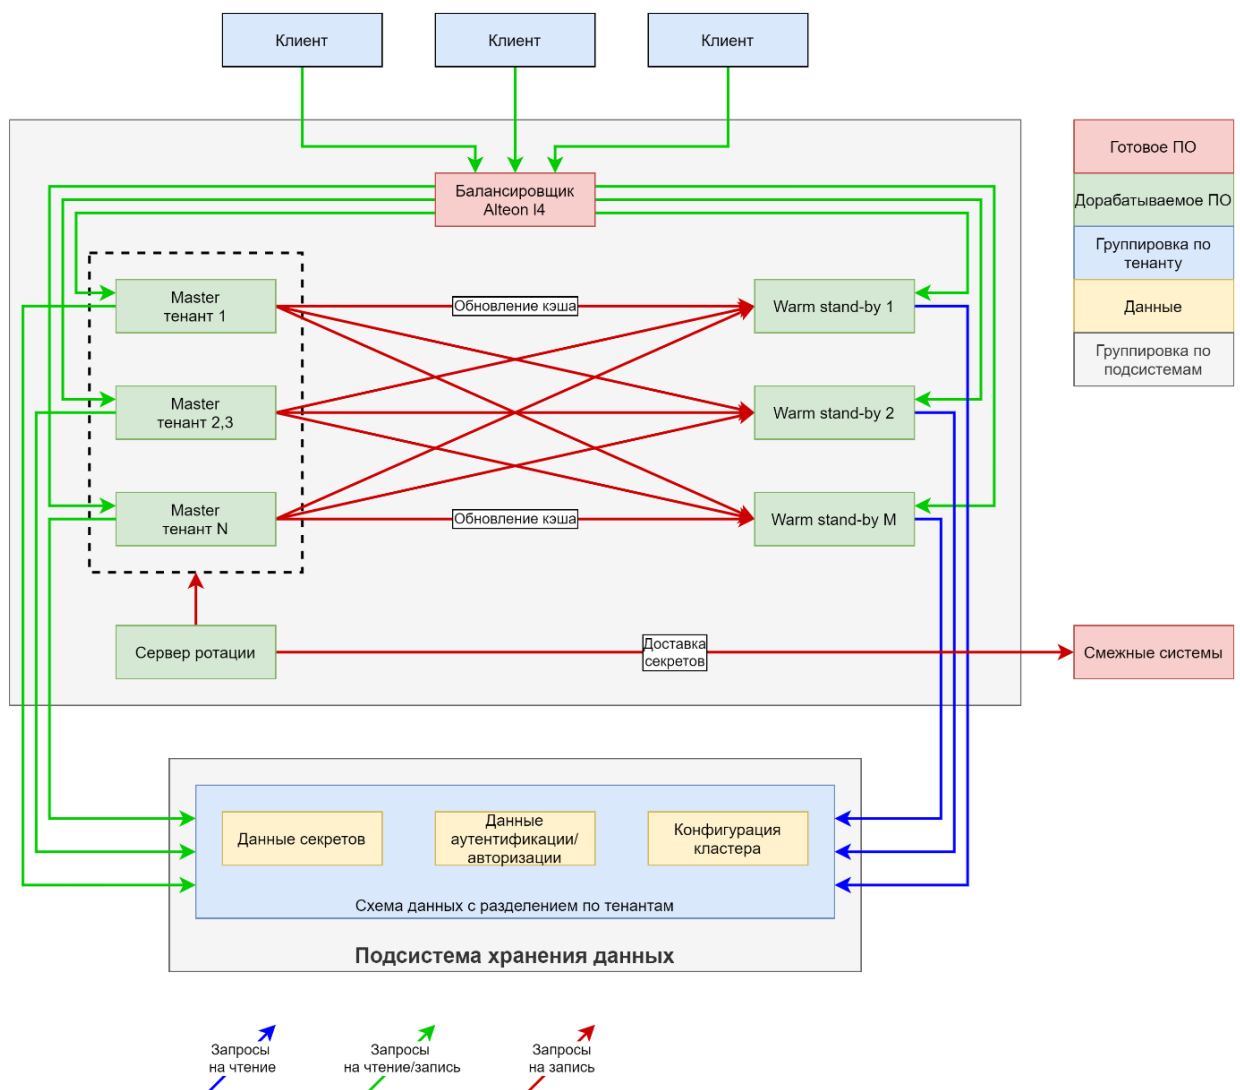 Клиент
Клиент
Клиент
Готовое ПО
Дорабатываемое ПО
Группировка по
тенанту
Данные
Группировка по
подсистемам
Балансировщик
Alteon l4
Master
тенант 1
Обновление кэша
Warm stand-by 1
Master
тенант 2,3
Warm stand-by 2
Master
тенант N
Обновление кэша
Warm stand-by M
Сервер ротации
Доставка
секретов
Смежные системы
Данные секретов
Данные
аутентификации/
авторизации
Конфигурация
кластера
Схема данных с разделением по тенантам
Подсистема хранения данных
Запросы
на чтение
Запросы
на чтение/запись
Запросы
на запись